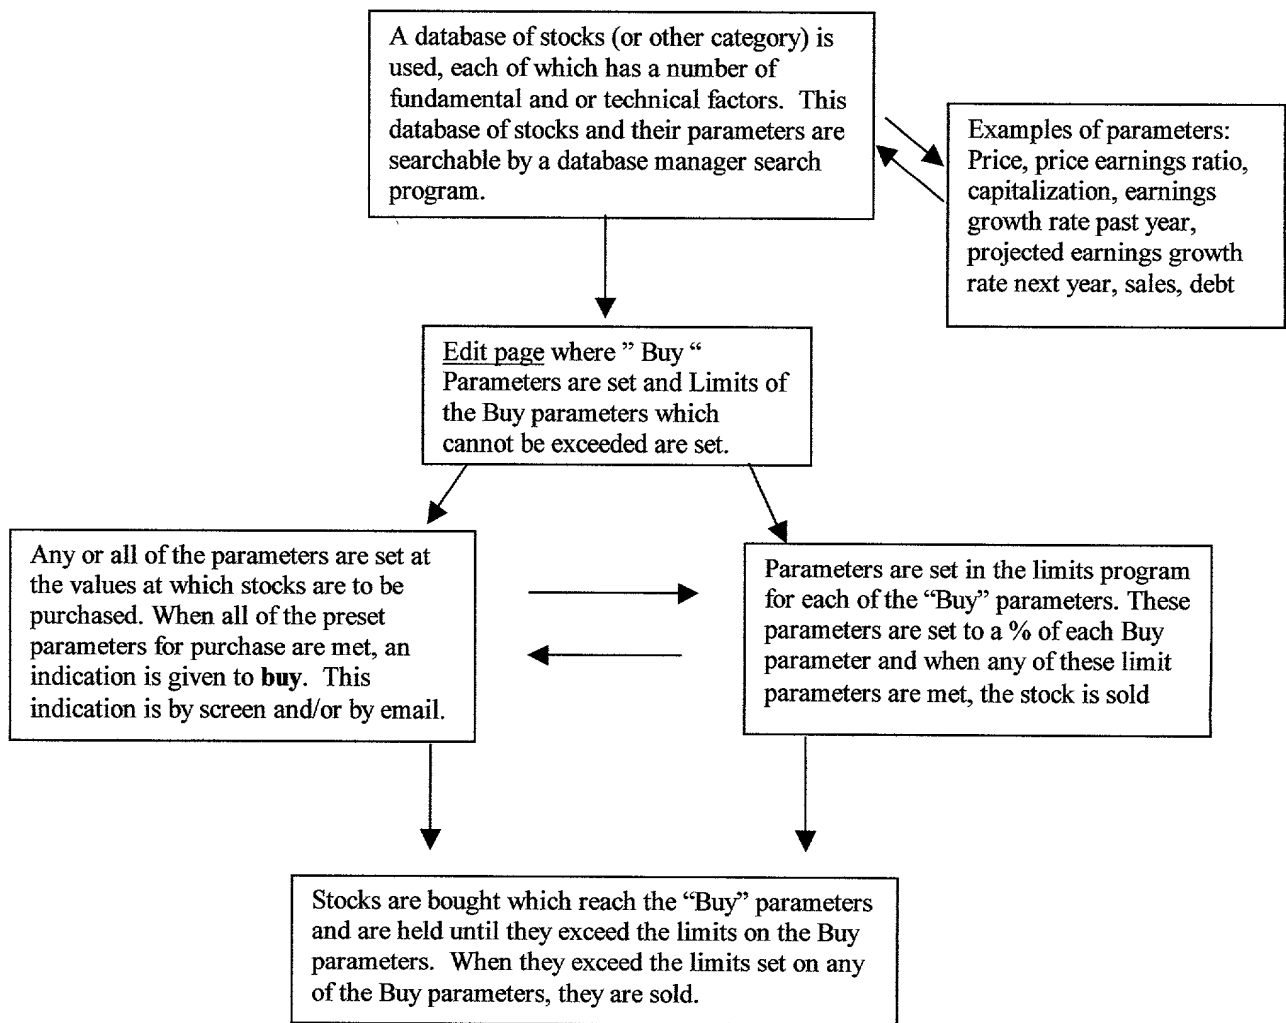 A database of stocks (or other category) is
used, each of which has a number of
fundamental and or technical factors.  This
database of stocks and their parameters are
searchable by a database manager search
program.
Examples of parameters:
Price, price earnings ratio,
capitalization, earnings
growth rate past year,
projected earnings growth
rate next year, sales, debt
Edit page where ” Buy “
Parameters are set and Limits of
the Buy parameters which
cannot be exceeded are set.
Any or all of the parameters are set at
the values at which stocks are to be
purchased. When all of the preset
parameters for purchase are met, an
indication is given to buy.  This
indication is by screen and/or by email.
Parameters are set in the limits program
for each of the “Buy” parameters. These
parameters are set to a % of each Buy
parameter and when any of these limit
parameters are met, the stock is sold
Stocks are bought which reach the “Buy” parameters
and are held until they exceed the limits on the Buy
parameters.  When they exceed the limits set on any
of the Buy parameters, they are sold.